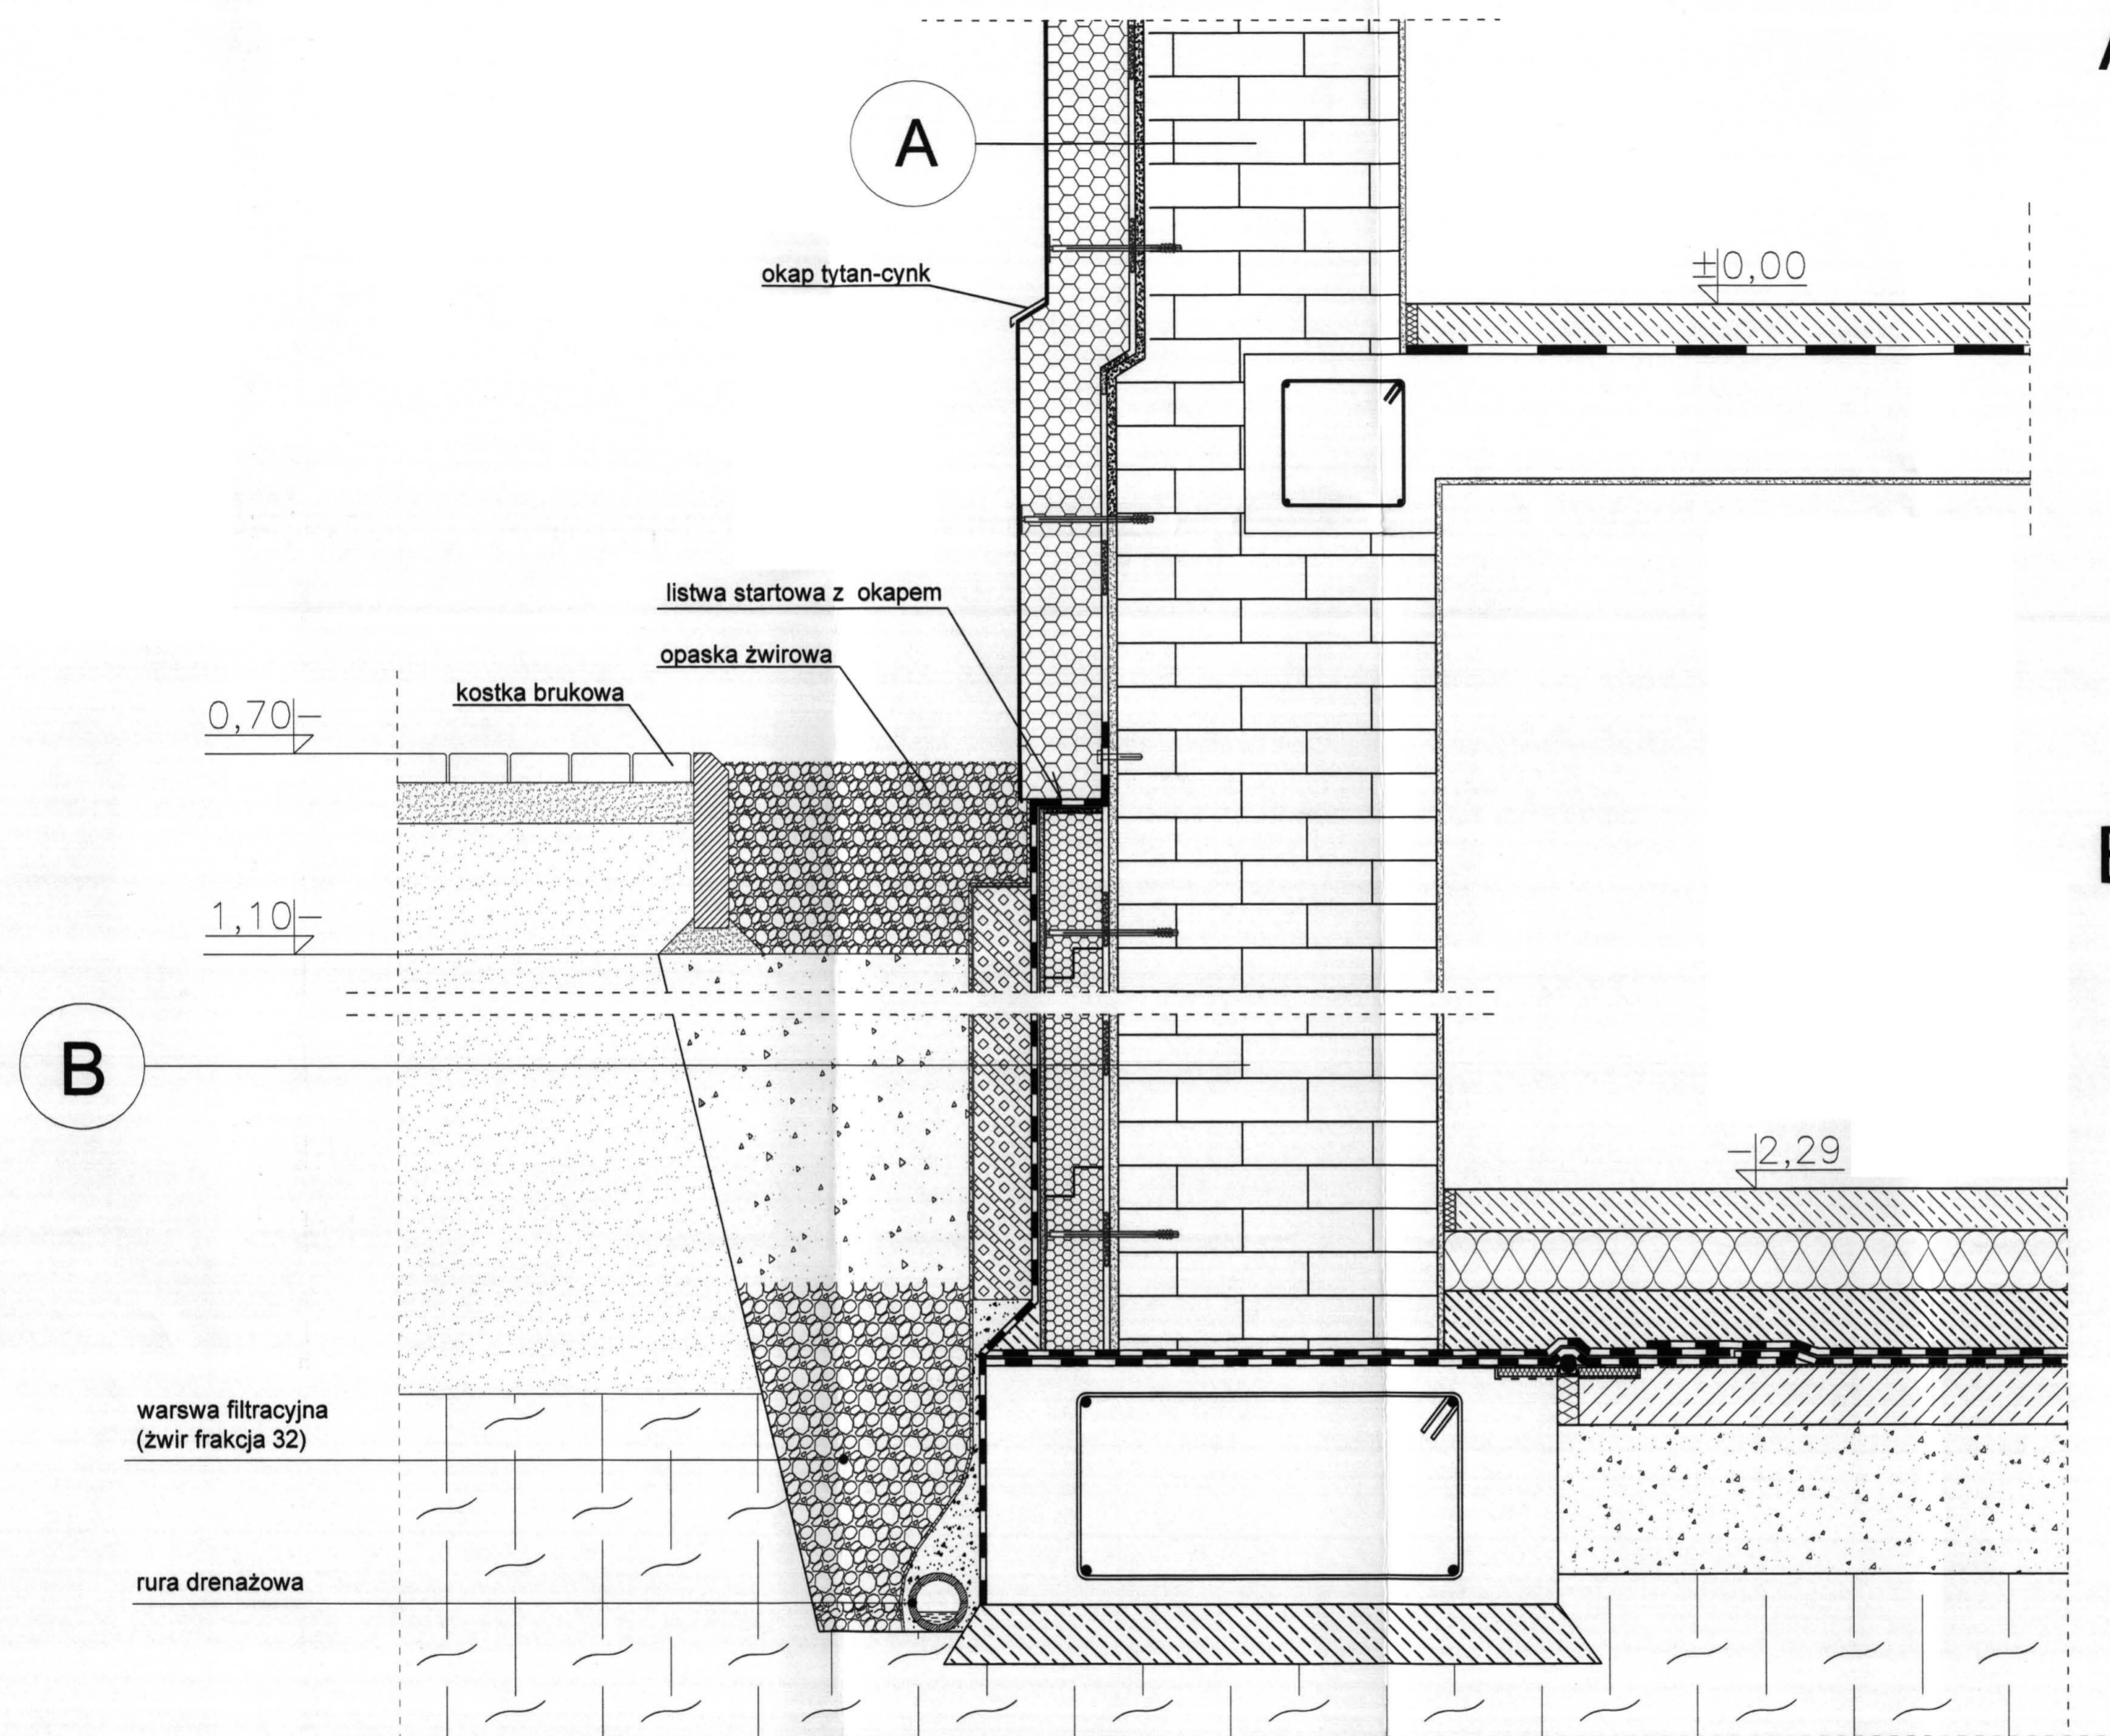 A
A
±0,00
okap tytan-cynk
listwa startowa z okapem
opaska żwirowa
kostka brukowa
0,70-
1,10-
B
-2,29
warswa filtracyjna
(żwir frakcja 32)
rura drenażowa